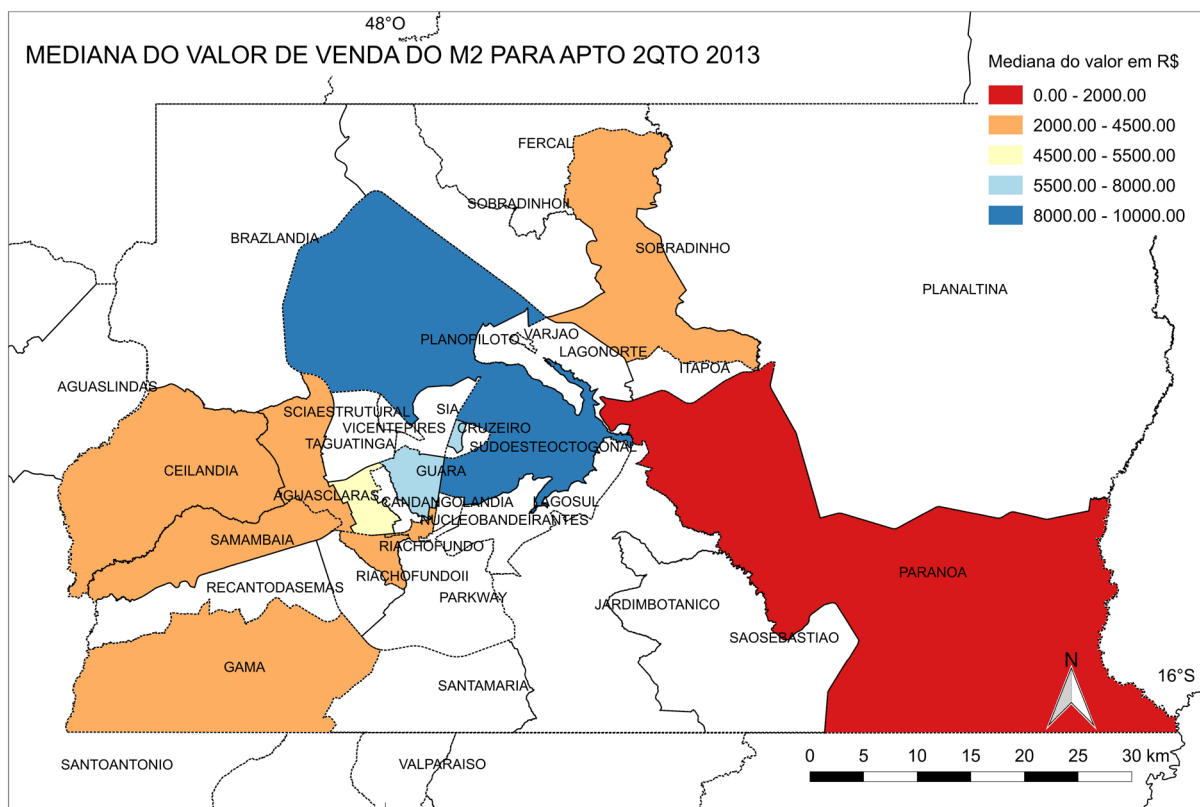 48°O
MEDIANA DO VALOR DE VENDA DO M2 PARA APTO 2QTO 2013
Mediana do valor em R$
0.00 - 2000.00
2000.00 - 4500.00
4500.00 - 5500.00
5500.00 - 8000.00
8000.00 - 10000.00
FERCAL
SOBRADINHOII
BRAZLANDIA
SOBRADINHO
PLANALTINA
PLANOPILOTO
VARJAO
LAGONORTE
ITAPOA
AGUASLINDAS
SCIAESTRUTURAL
SIA
VICENTEPIRES
CRUZEIRO
TAGUATINGA
SUDOESTEOCTOGONAL
CEILANDIA
GUARA
AGUASCLARAS
CANDANGOLANDIA
LAGOSUL
NUCLEOBANDEIRANTES
SAMAMBAIA
RIACHOFUNDO
RIACHOFUNDOII
PARANOA
RECANTODASEMAS
PARKWAY
JARDIMBOTANICO
SAOSEBASTIAO
GAMA
N
16°S
SANTAMARIA
SANTOANTONIO
VALPARAISO
0 5 10 15 20 25 30 km